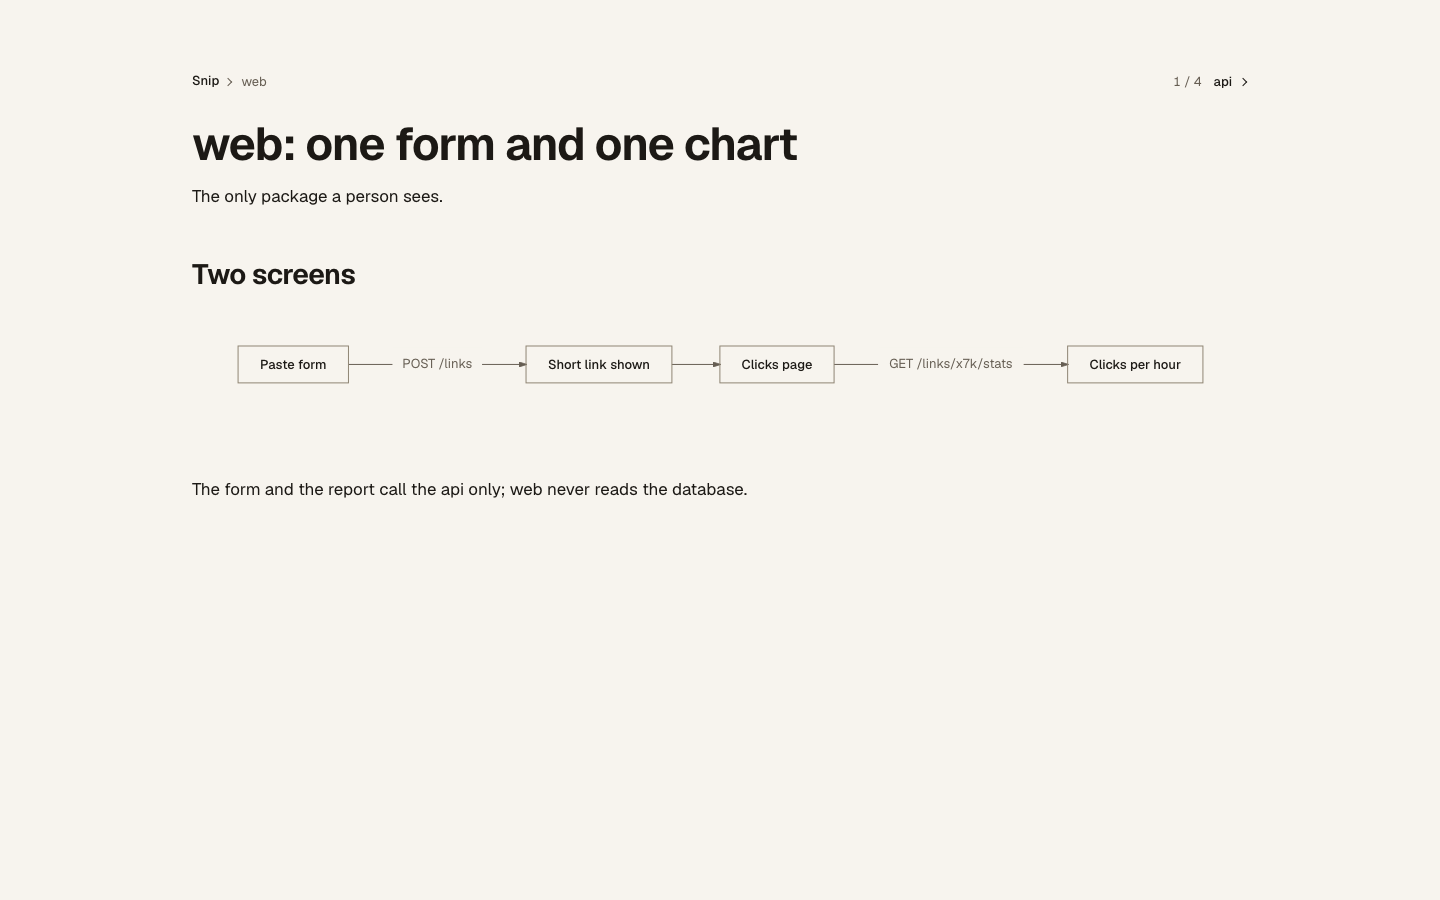 Snip > web
1 / 4 api >
web: one form and one chart
The only package a person sees.
Two screens
Paste form POST /links Short link shown Clicks page GET /links/x7k/stats Clicks per hour
The form and the report call the api only; web never reads the database.